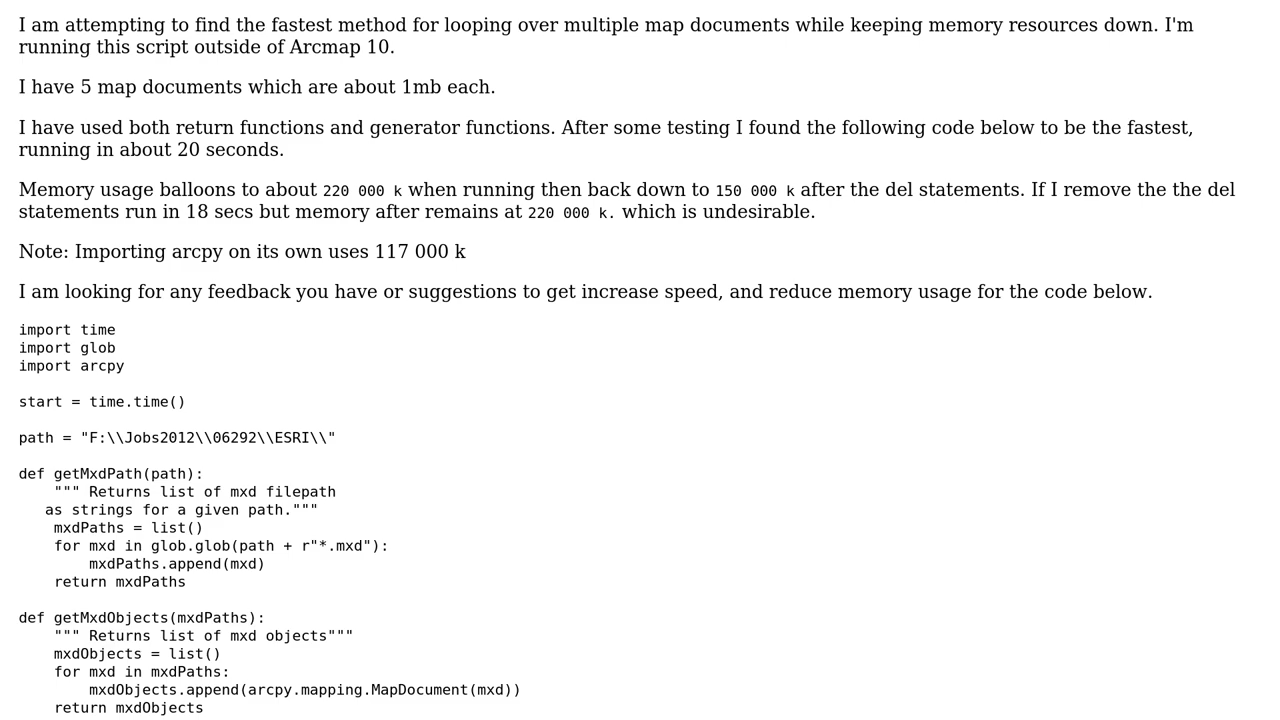 I am attempting to find the fastest method for looping over multiple map documents while keeping memory resources down. I'm
running this script outside of Arcmap 10.
I have 5 map documents which are about 1mb each.
I have used both return functions and generator functions. After some testing I found the following code below to be the fastest,
running in about 20 seconds.
Memory usage balloons to about 220 000 k when running then back down to 150 000 k after the del statements. If I remove the the del
statements run in 18 secs but memory after remains at 220 000 k. which is undesirable.
Note: Importing arcpy on its own uses 117 000 k
I am looking for any feedback you have or suggestions to get increase speed, and reduce memory usage for the code below.
import time
import glob
import arcpy
start = time.time()
path = "F:\\Jobs2012\\06292\\ESRI\\"
def getMxdPath(path):
    """ Returns list of mxd filepath
   as strings for a given path."""
    mxdPaths = list()
    for mxd in glob.glob(path + r"*.mxd"):
        mxdPaths.append(mxd)
    return mxdPaths
def getMxdObjects(mxdPaths):
    """ Returns list of mxd objects"""
    mxdObjects = list()
    for mxd in mxdPaths:
        mxdObjects.append(arcpy.mapping.MapDocument(mxd))
    return mxdObjects